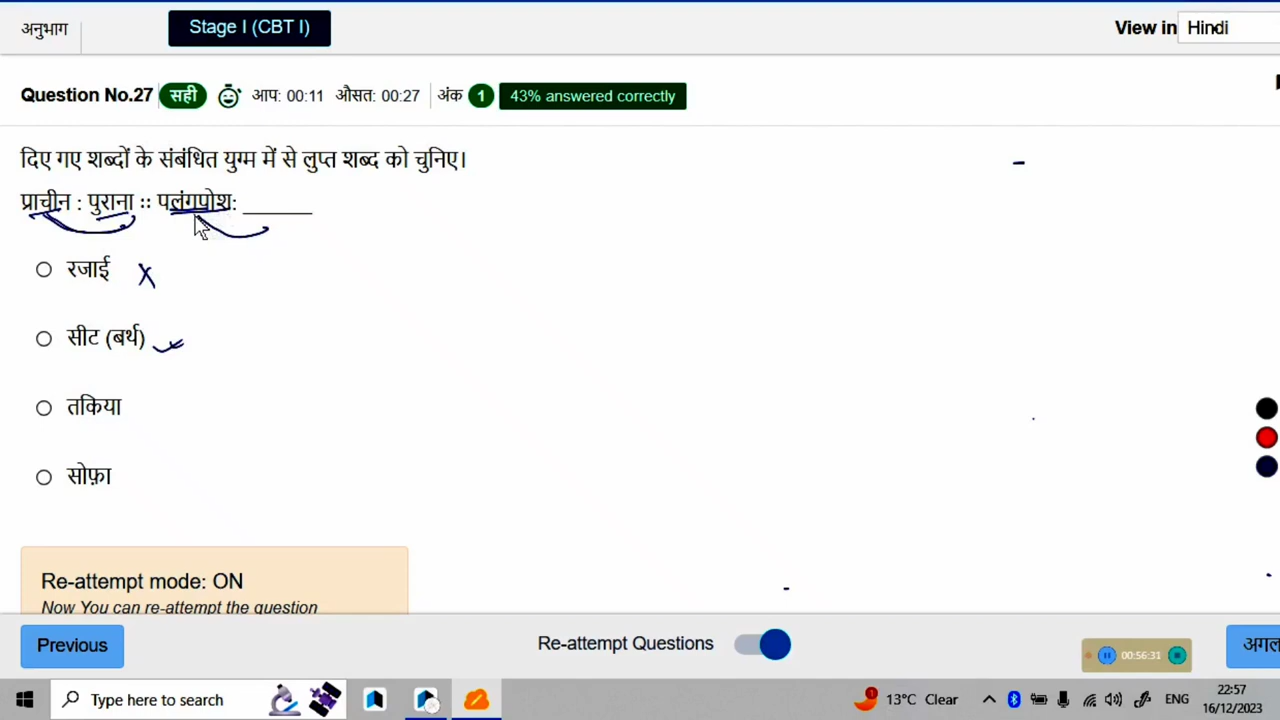 अनुभाग
Stage I (CBT I)
View in Hindi
Question No.27 सही आप: 00:11 औसत: 00:27 अंक 1 43% answered correctly
दिए गए शब्दों के संबंधित युग्म में से लुप्त शब्द को चुनिए।
प्राचीन : पुराना :: पलंगपोश: ______
रजाई
सीट (बर्थ)
तकिया
सोफ़ा
Re-attempt mode: ON
Now You can re-attempt the question
Previous
Re-attempt Questions
00:56:31
Type here to search
1
13°C Clear
ENG
22:57
16/12/2023